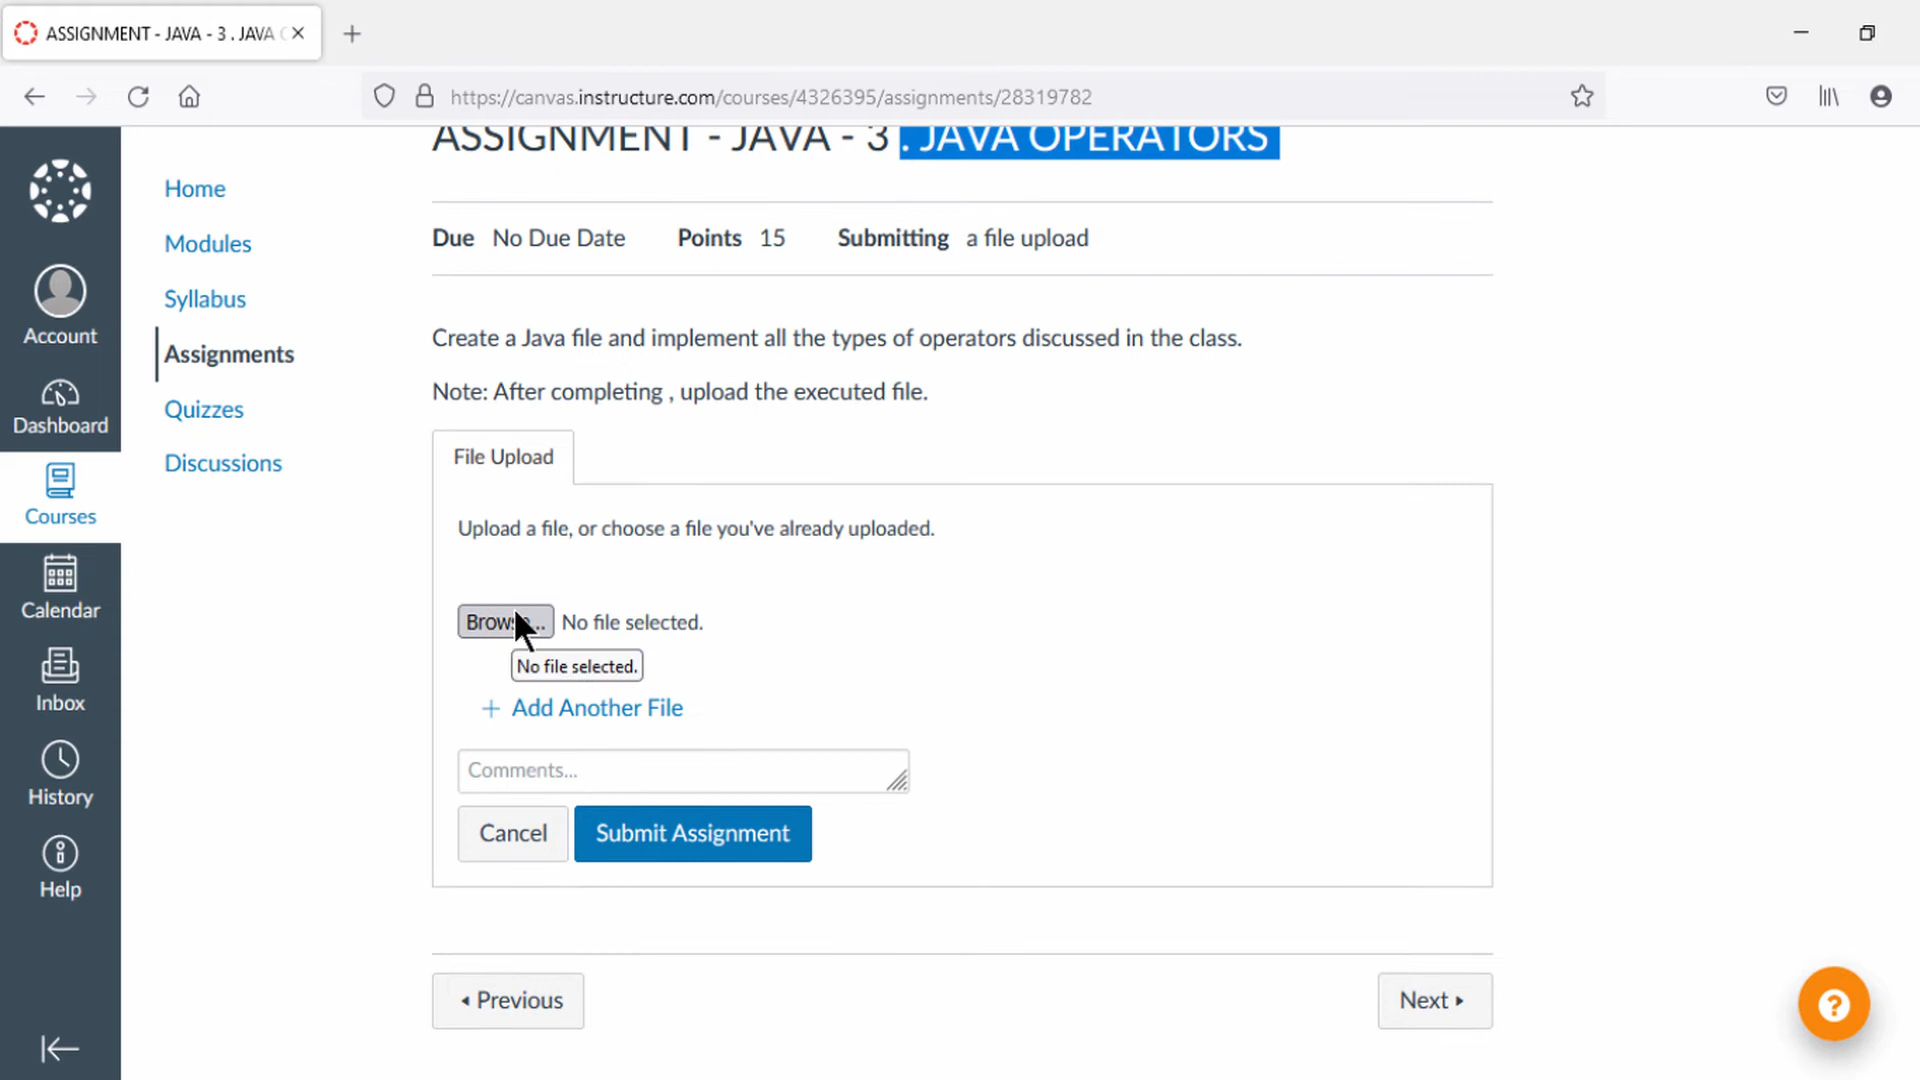 ASSIGNMENT - JAVA - 3 . JAVA
https://canvas.instructure.com/courses/4326395/assignments/28319782
ASSIGNMENT - JAVA - 3 . JAVA OPERATORS
Home
Modules
Syllabus
Assignments
Quizzes
Discussions
Account
Dashboard
Courses
Calendar
Inbox
History
Help
Due No Due Date Points 15 Submitting a file upload
Create a Java file and implement all the types of operators discussed in the class.
Note: After completing , upload the executed file.
File Upload
Upload a file, or choose a file you've already uploaded.
Browse... No file selected.
No file selected.
+ Add Another File
Comments...
Cancel Submit Assignment
Previous
Next
?